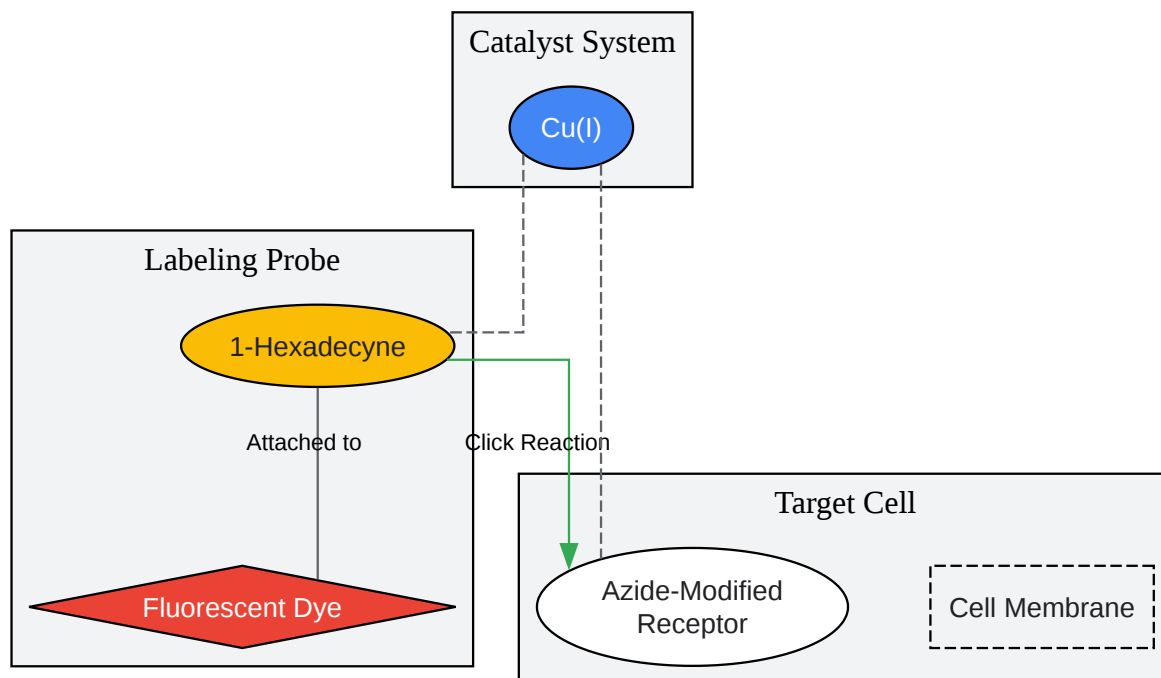 Catalyst System
Cu(I)
Labeling Probe
1-Hexadecyne
Attached to
Click Reaction
Target Cell
Fluorescent Dye
Azide-Modified
Receptor
Cell Membrane